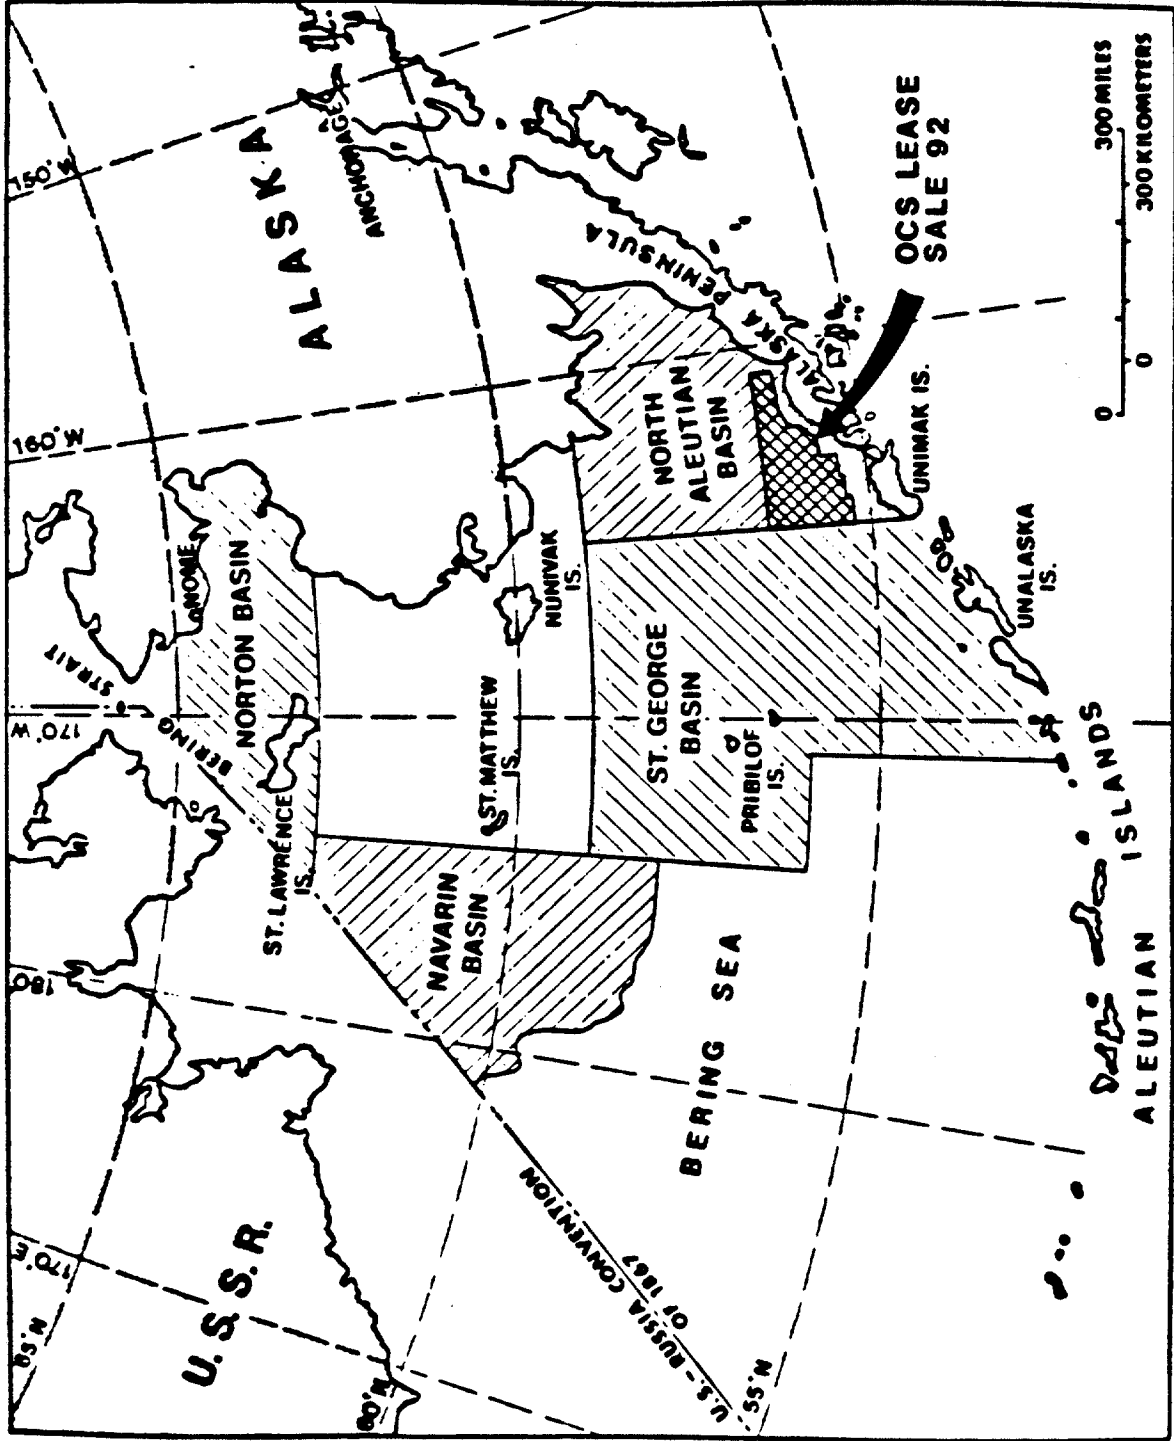 65°N
170°E
180°
170°W
160°W
150°W
U.S.S.R.
BERING
STRAIT
NOME
ALASKA
ANCHORAGE
NORTON BASIN
ST. LAWRENCE
IS.
60°N
NAVARIN
BASIN
ST. MATTHEW
IS.
NUNIVAK
IS.
U.S.-RUSSIA CONVENTION
OF 1867
BERING SEA
ST. GEORGE
BASIN
PRIBILOF
IS.
NORTH
ALEUTIAN
BASIN
ALASKA PENINSULA
55°N
UNIMAK IS.
UNALASKA
IS.
OCS LEASE
SALE 92
ALEUTIAN ISLANDS
0 300 MILES
0 300 KILOMETERS